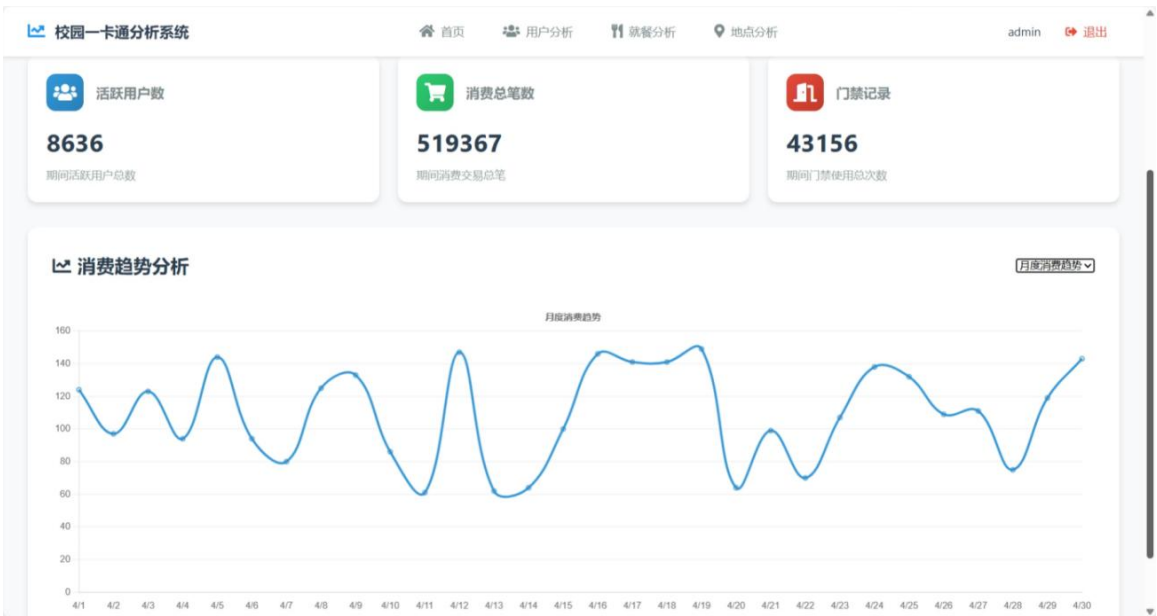 校园一卡通分析系统 首页 用户分析 就餐分析 地点分析 admin 退出
活跃用户数 消费总笔数 门禁记录
8636 519367 43156
期间活跃用户总数 期间消费交易总笔 期间门禁使用总次数
消费趋势分析 月度消费趋势
月度消费趋势
160
140
120
100
80
60
40
20
0
4/1 4/2 4/3 4/4 4/5 4/6 4/7 4/8 4/9 4/10 4/11 4/12 4/13 4/14 4/15 4/16 4/17 4/18 4/19 4/20 4/21 4/22 4/23 4/24 4/25 4/26 4/27 4/28 4/29 4/30